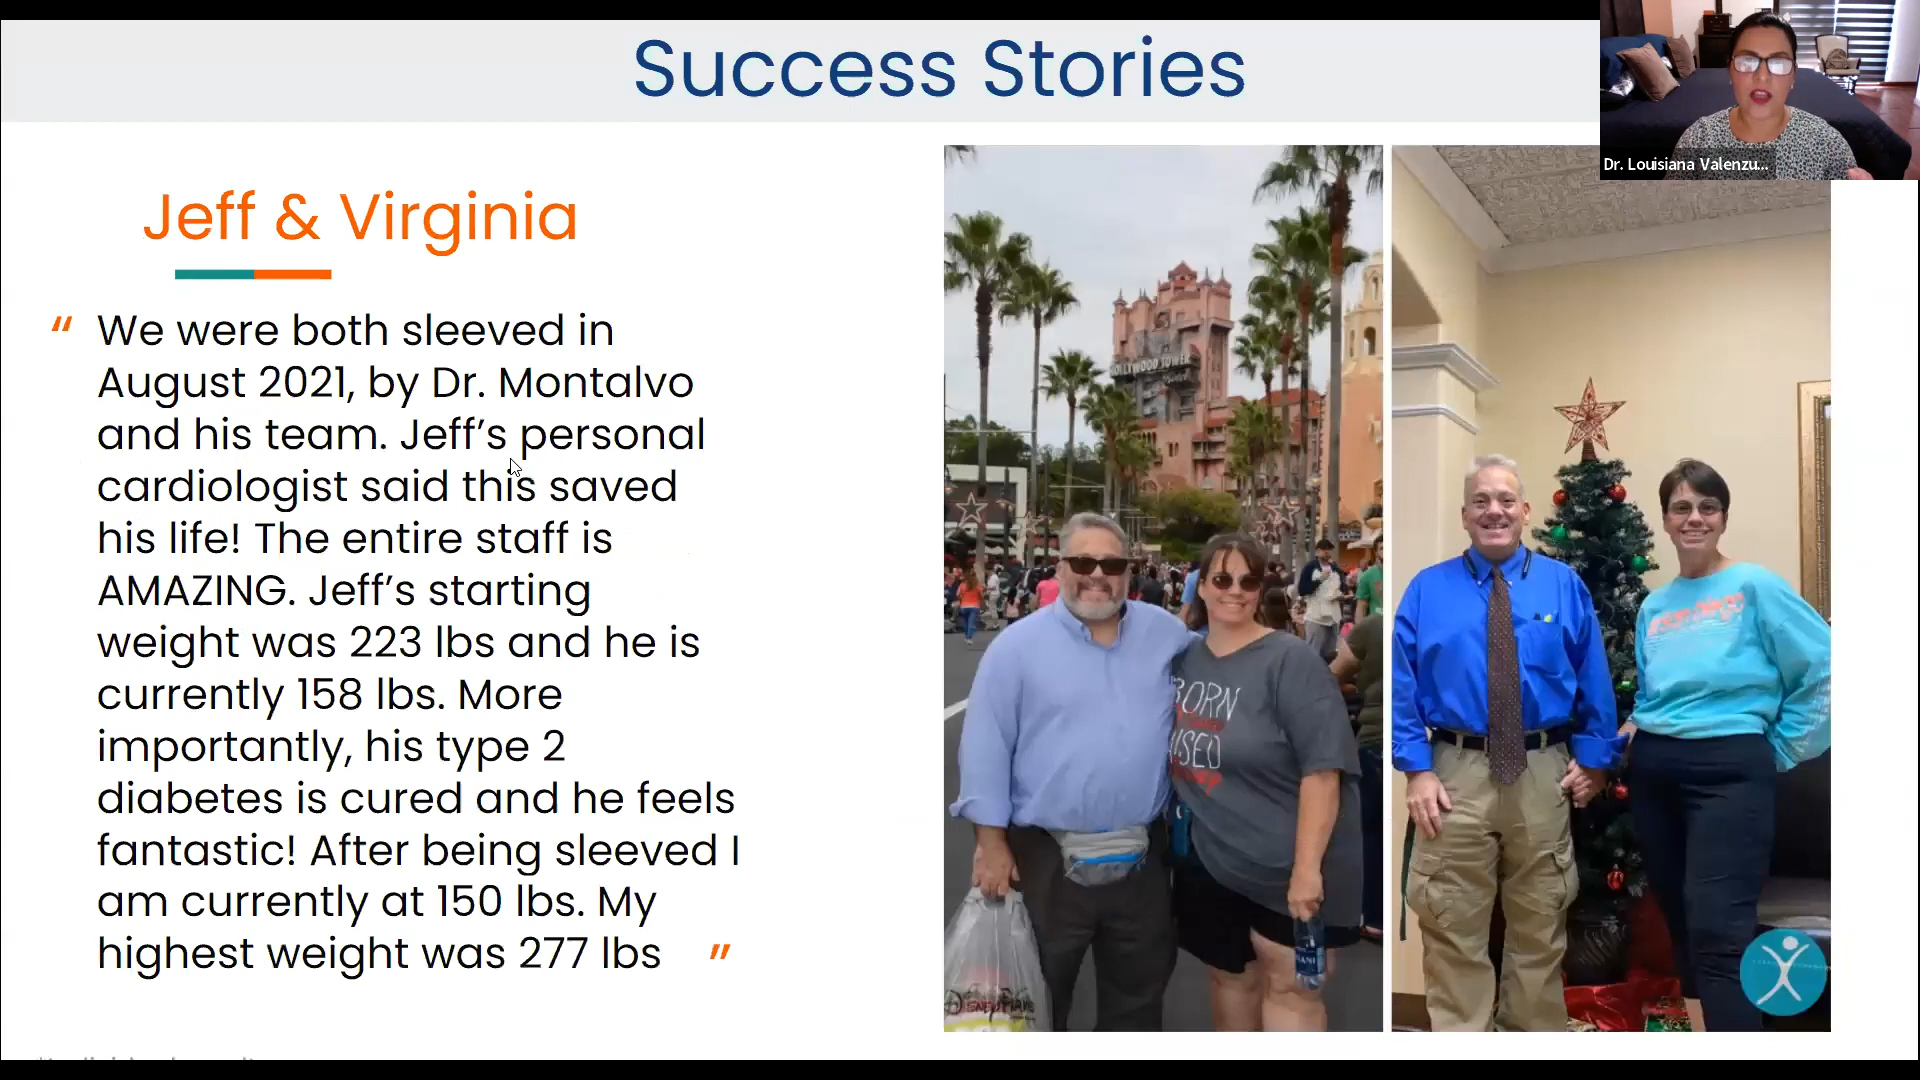 Success Stories
Dr. Louisiana Valenzu...
Jeff & Virginia
“ We were both sleeved in
August 2021, by Dr. Montalvo
and his team. Jeff’s personal
cardiologist said this saved
his life! The entire staff is
AMAZING. Jeff’s starting
weight was 223 lbs and he is
currently 158 lbs. More
importantly, his type 2
diabetes is cured and he feels
fantastic! After being sleeved I
am currently at 150 lbs. My
highest weight was 277 lbs ”
HOLLYWOOD TOWER
BORN